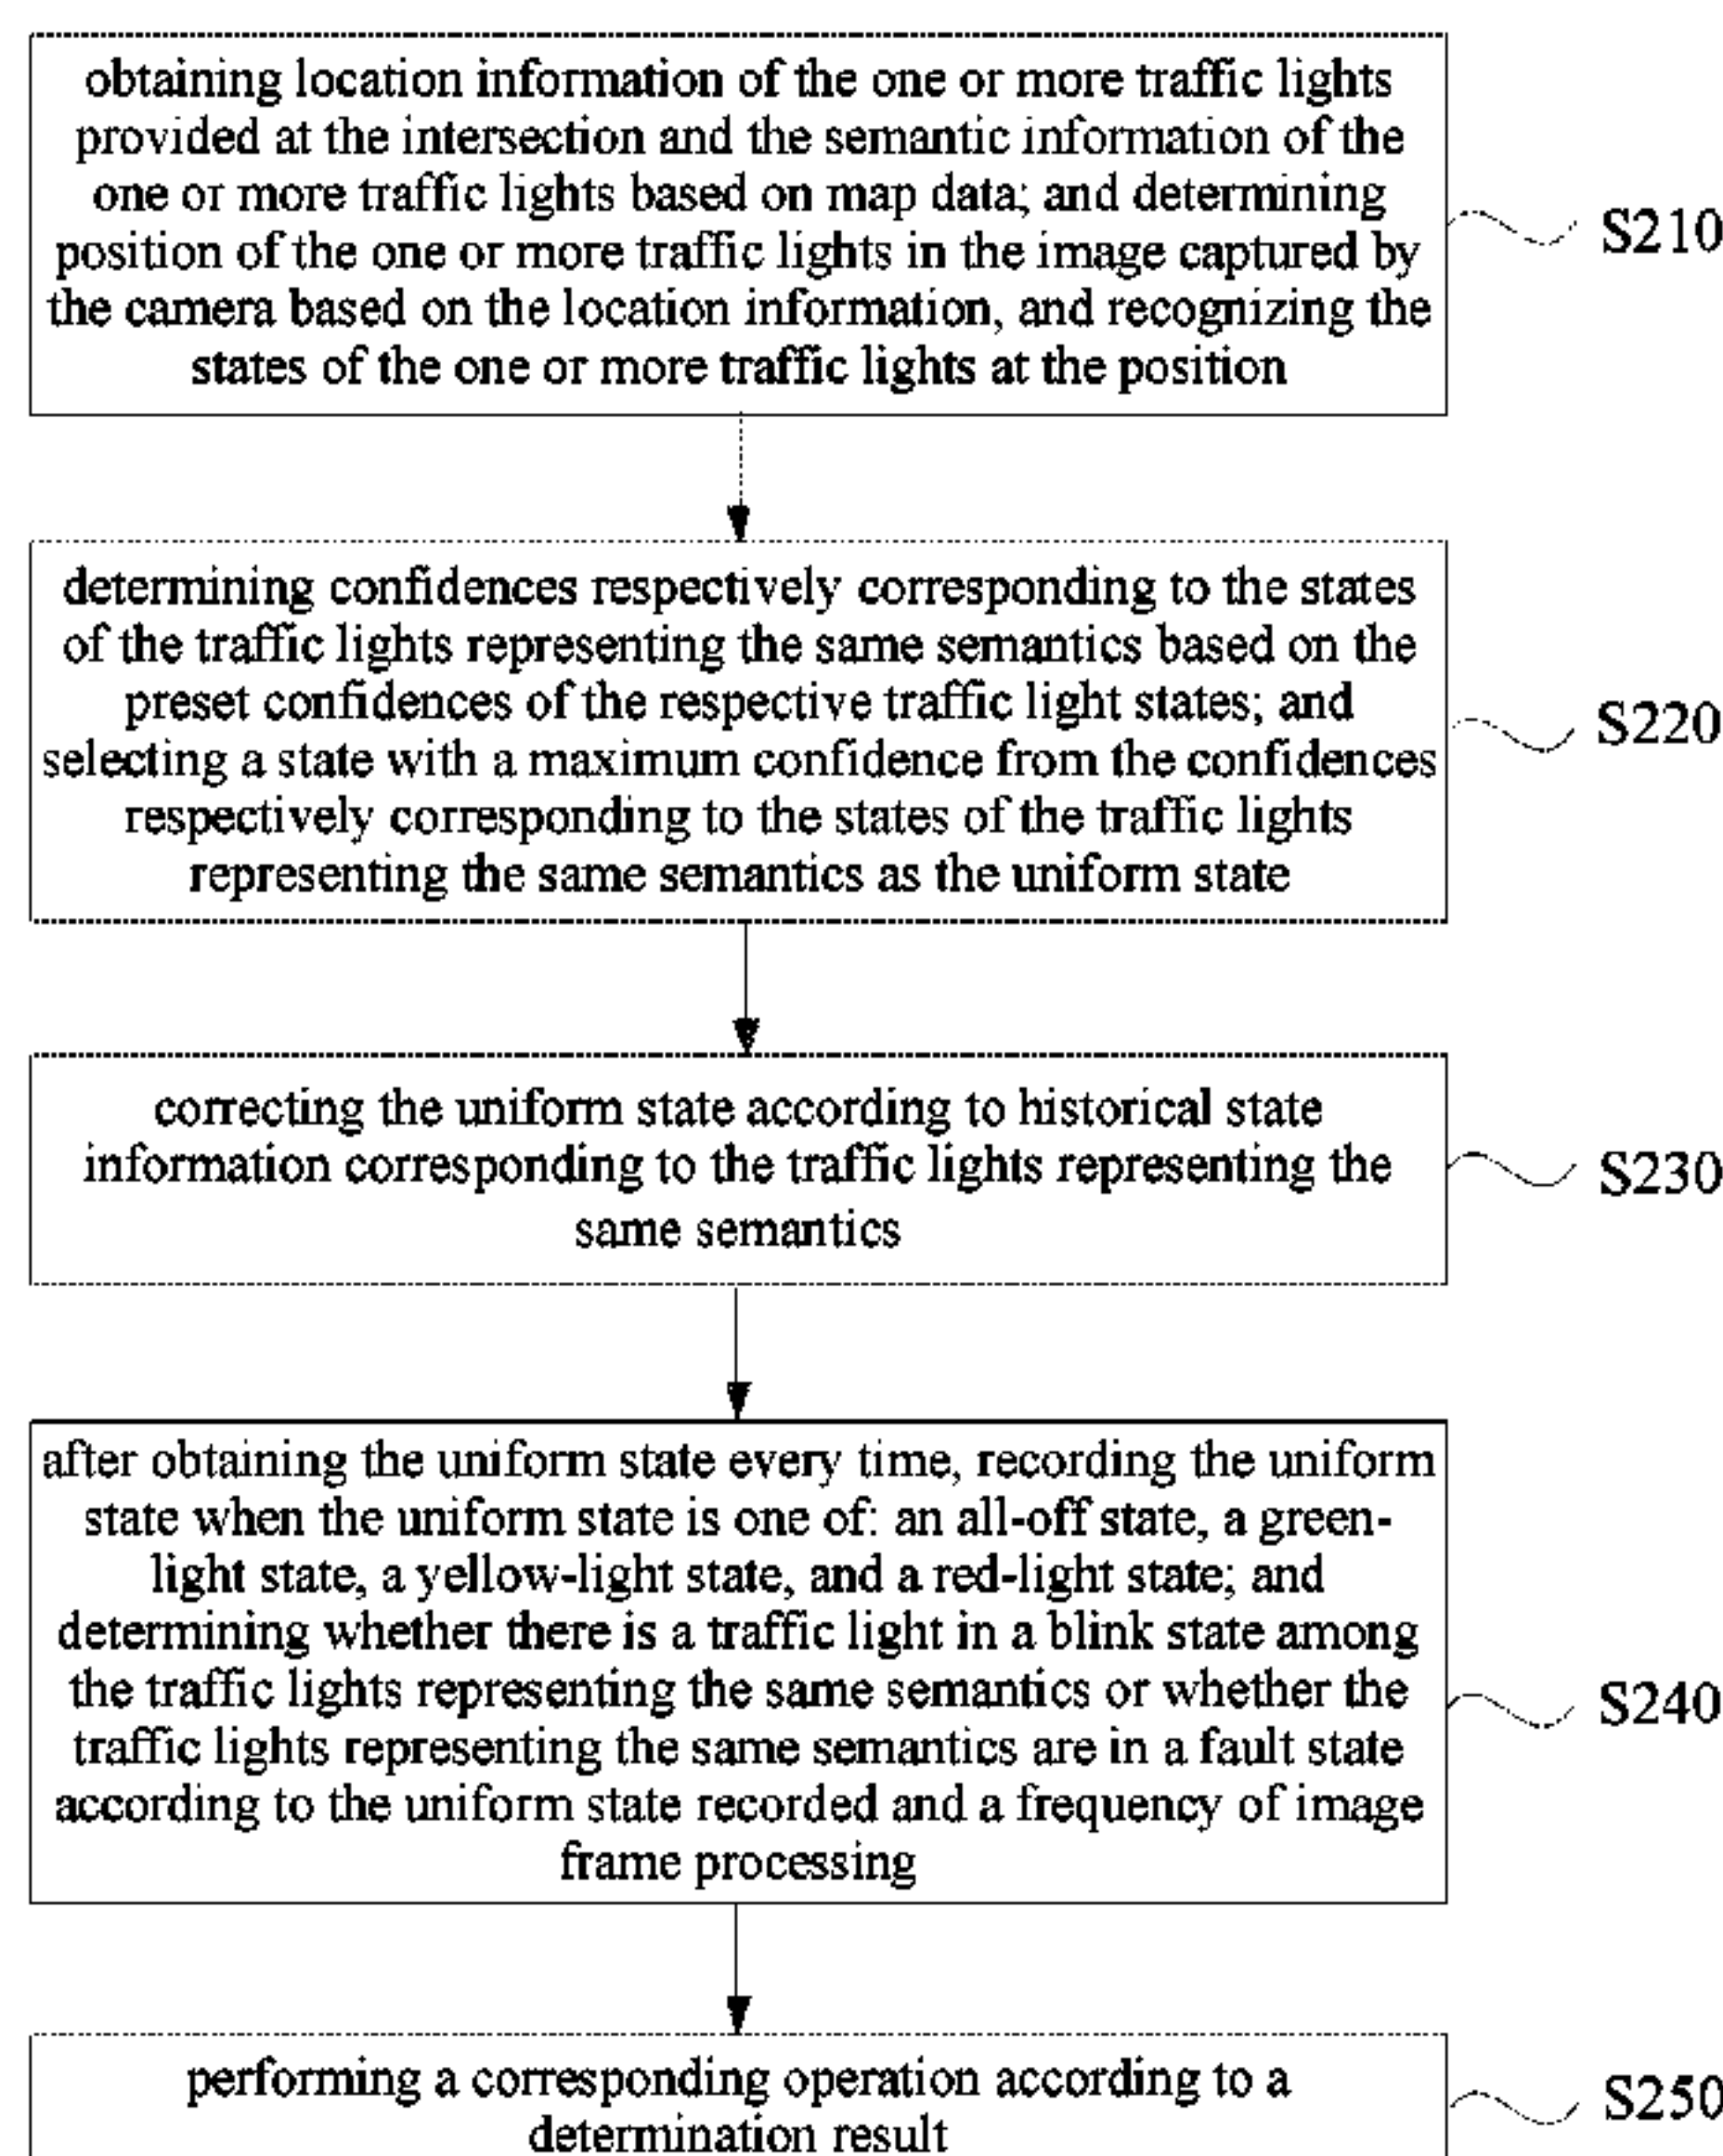 obtaining location information of the one or more traffic lights
provided at the intersection and the semantic information of the
one or more traffic lights based on map data; and determining
position of the one or more traffic lights in the image captured by
the camera based on the location information, and recognizing the
states of the one or more traffic lights at the position
S210
determining confidences respectively corresponding to the states
of the traffic lights representing the same semantics based on the
preset confidences of the respective traffic light states; and
selecting a state with a maximum confidence from the confidences
respectively corresponding to the states of the traffic lights
representing the same semantics as the uniform state
S220
correcting the uniform state according to historical state
information corresponding to the traffic lights representing the
same semantics
S230
after obtaining the uniform state every time, recording the uniform
state when the uniform state is one of: an all-off state, a green-
light state, a yellow-light state, and a red-light state; and
determining whether there is a traffic light in a blink state among
the traffic lights representing the same semantics or whether the
traffic lights representing the same semantics are in a fault state
according to the uniform state recorded and a frequency of image
frame processing
S240
performing a corresponding operation according to a
determination result
S250